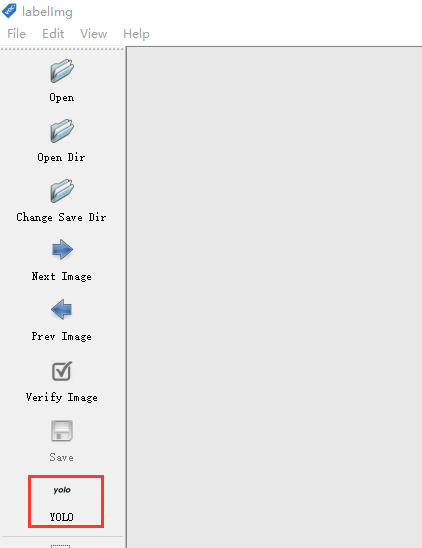 labelImg
File Edit View Help
Open
Open Dir
Change Save Dir
Next Image
Prev Image
Verify Image
Save
yolo
YOLO